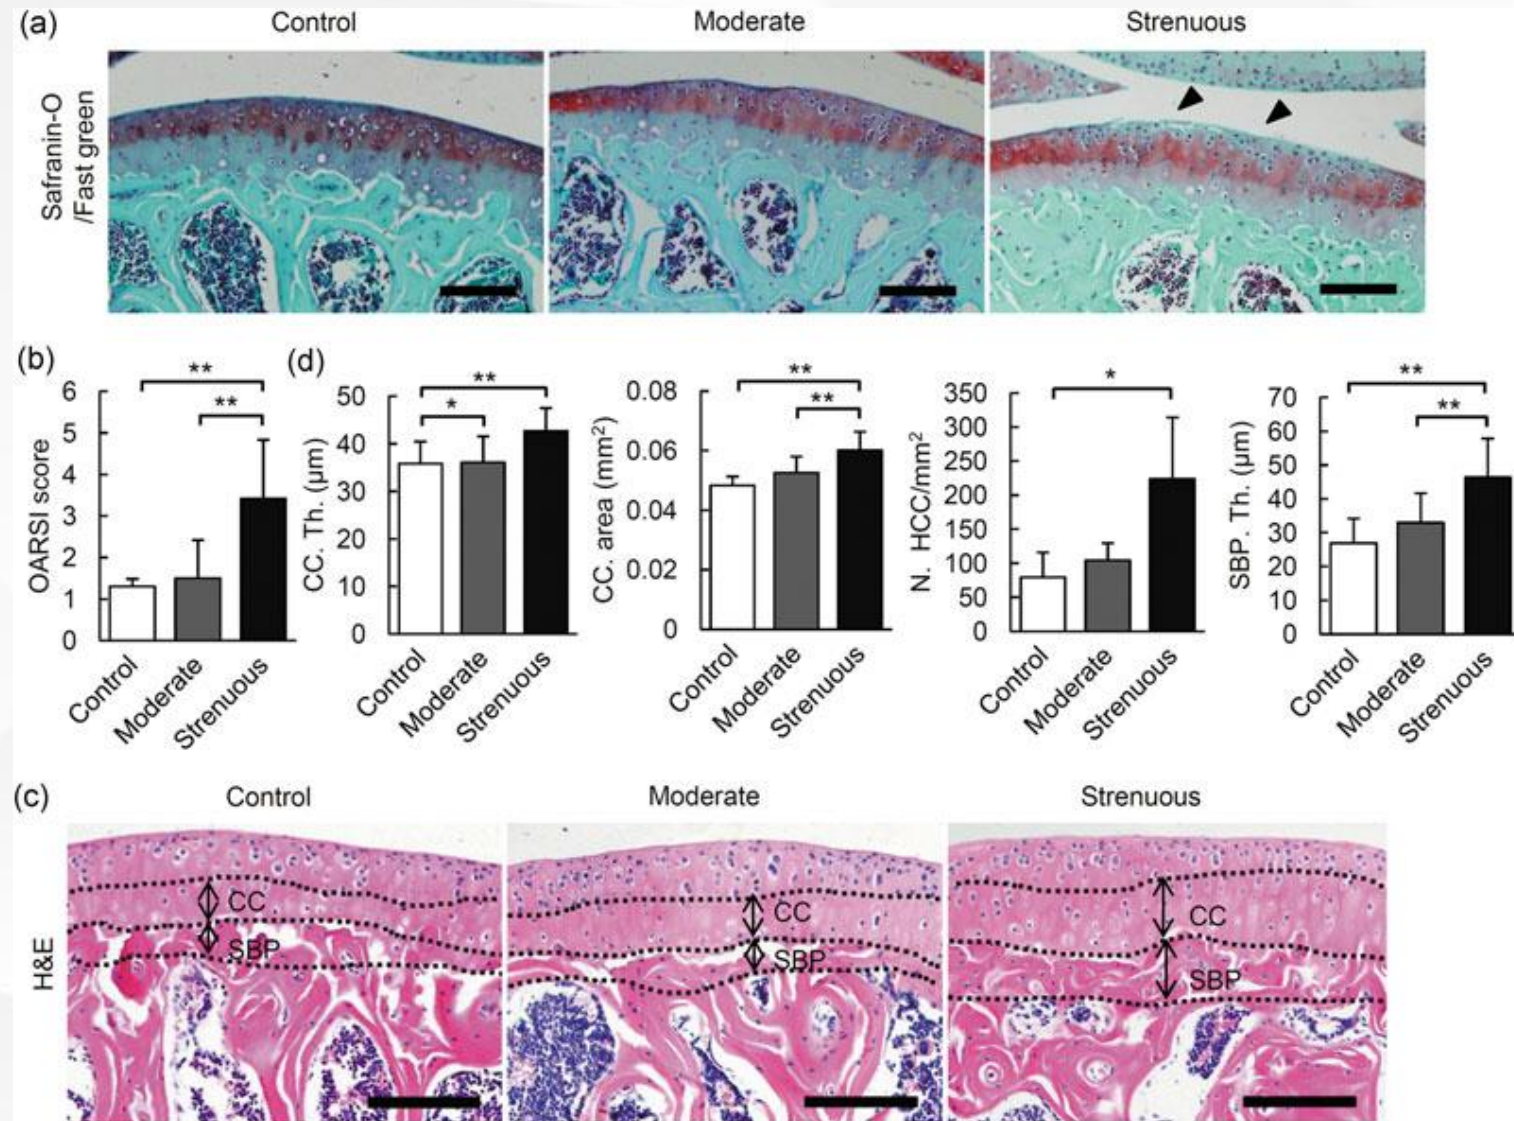 (a)
Control Moderate Strenuous
Safranin-O
/Fast green
(b)
OARSI score
6
5
4
3
2
1
0
**
**
Control
Moderate
Strenuous
(d)
CC. Th. (μm)
50
40
30
20
10
0
**
*
Control
Moderate
Strenuous
CC. area (mm²)
0.08
0.06
0.04
0.02
0
**
**
Control
Moderate
Strenuous
N. HCC/mm²
350
300
250
200
150
100
50
0
*
Control
Moderate
Strenuous
SBP. Th. (μm)
70
60
50
40
30
20
10
0
**
**
Control
Moderate
Strenuous
(c)
Control Moderate Strenuous
H&E
CC
SBP
CC
SBP
CC
SBP